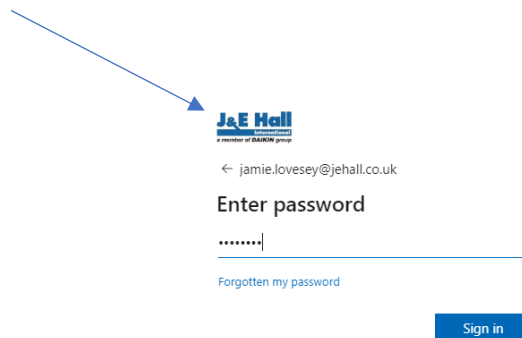 J&E Hall
International
a member of DAIKIN group
← jamie.lovesey@jehall.co.uk
Enter password
••••••••
Forgotten my password
Sign in